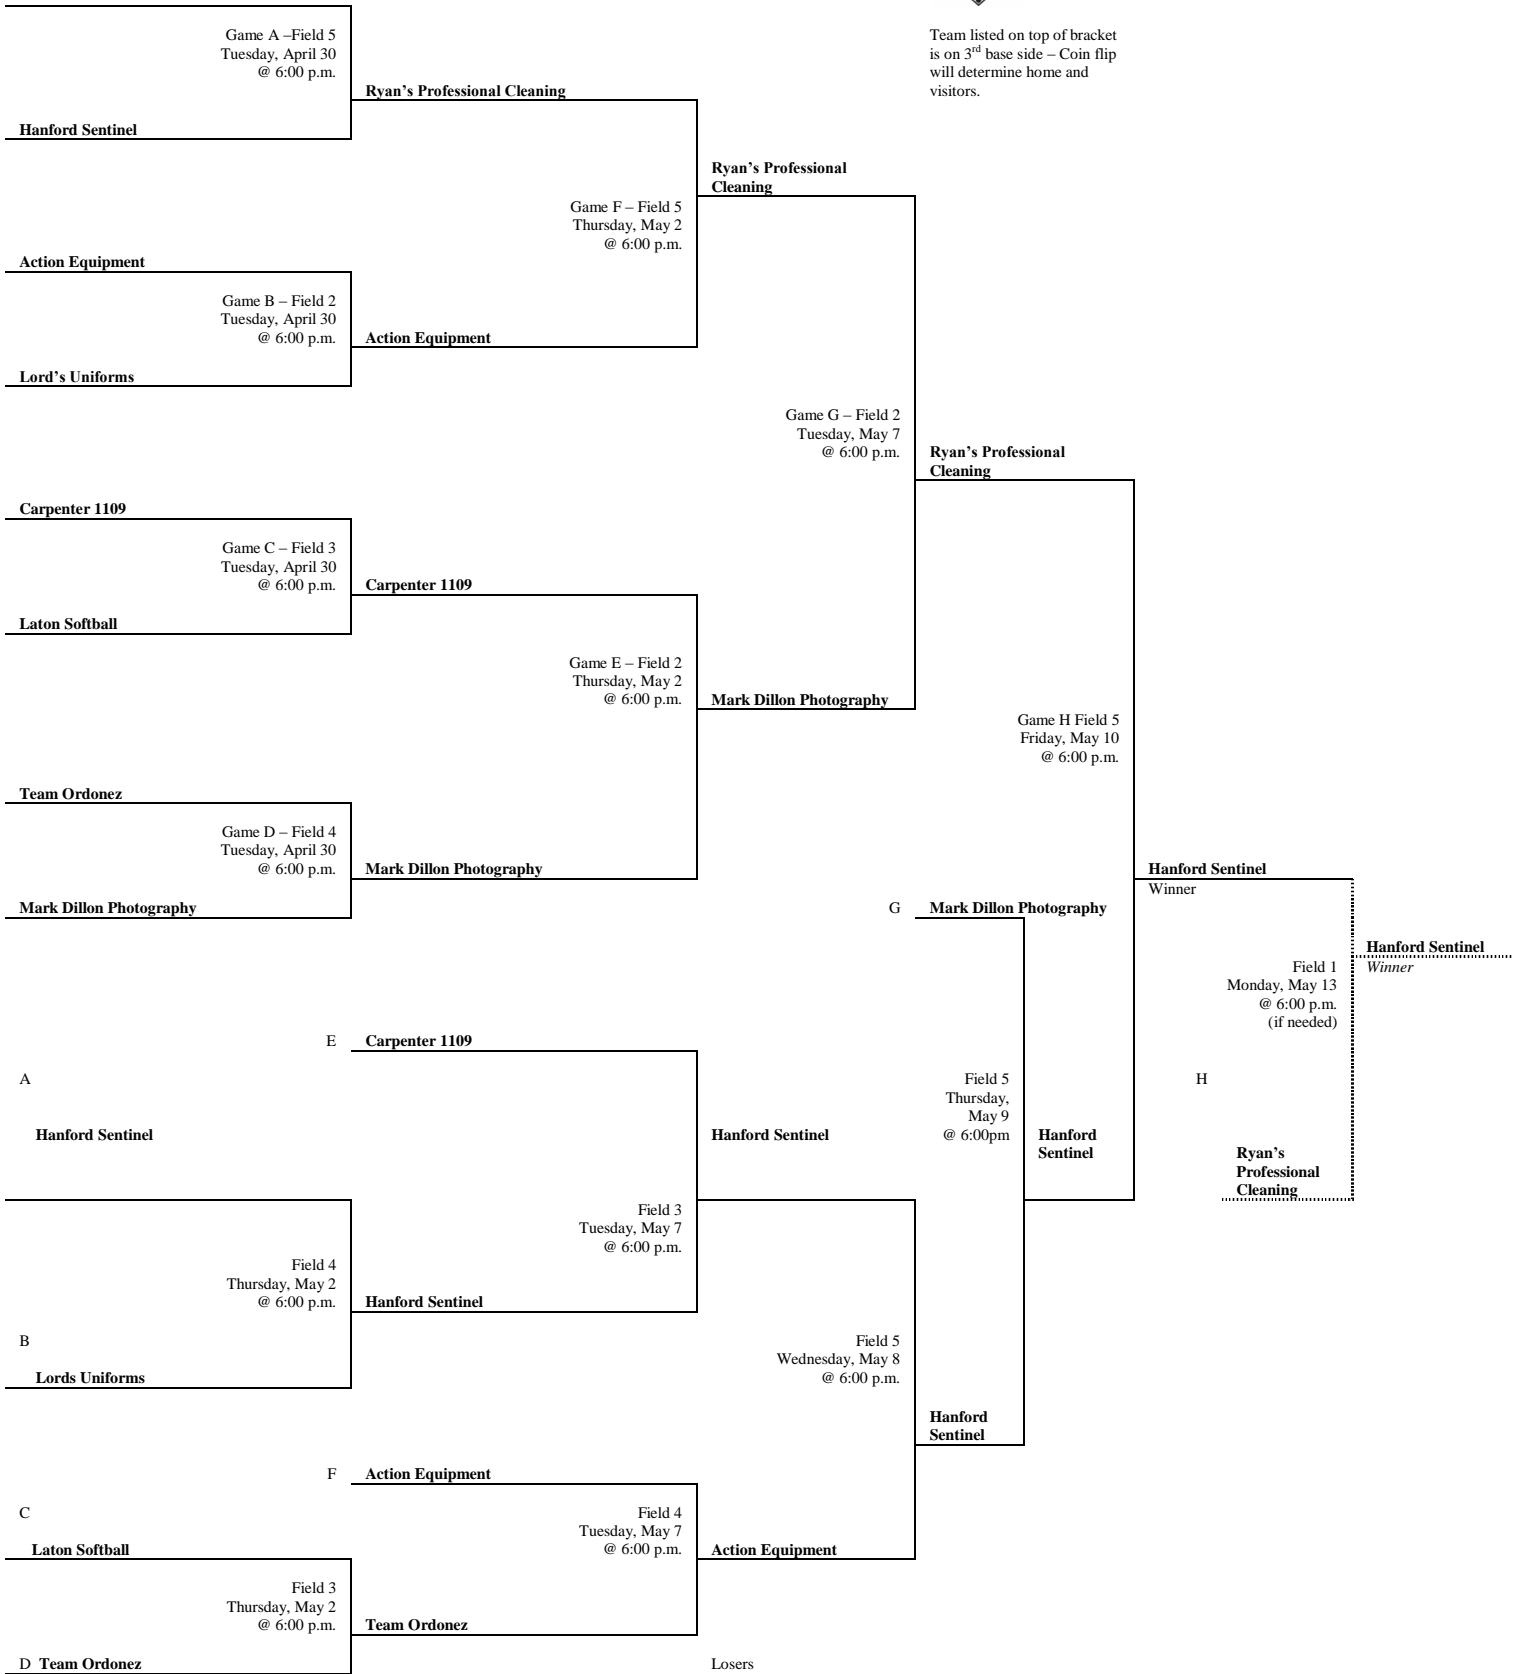 Game A –Field 5
Tuesday, April 30
@ 6:00 p.m.
Team listed on top of bracket
is on 3rd base side – Coin flip
will determine home and
visitors.
Ryan’s Professional Cleaning
Hanford Sentinel
Ryan’s Professional
Cleaning
Game F – Field 5
Thursday, May 2
@ 6:00 p.m.
Action Equipment
Game B – Field 2
Tuesday, April 30
@ 6:00 p.m.
Action Equipment
Lord’s Uniforms
Game G – Field 2
Tuesday, May 7
@ 6:00 p.m.
Ryan’s Professional
Cleaning
Carpenter 1109
Game C – Field 3
Tuesday, April 30
@ 6:00 p.m.
Carpenter 1109
Laton Softball
Game E – Field 2
Thursday, May 2
@ 6:00 p.m.
Mark Dillon Photography
Game H Field 5
Friday, May 10
@ 6:00 p.m.
Team Ordonez
Game D – Field 4
Tuesday, April 30
@ 6:00 p.m.
Mark Dillon Photography
Hanford Sentinel
Winner
Mark Dillon Photography
G Mark Dillon Photography
Hanford Sentinel
Winner
Field 1
Monday, May 13
@ 6:00 p.m.
(if needed)
E Carpenter 1109
A
Field 5
Thursday,
May 9
@ 6:00pm
H
Hanford Sentinel
Hanford Sentinel
Hanford
Sentinel
Ryan’s
Professional
Cleaning
Field 3
Tuesday, May 7
@ 6:00 p.m.
Field 4
Thursday, May 2
@ 6:00 p.m.
Hanford Sentinel
B
Lords Uniforms
Field 5
Wednesday, May 8
@ 6:00 p.m.
Hanford
Sentinel
F Action Equipment
C
Laton Softball
Field 4
Tuesday, May 7
@ 6:00 p.m.
Action Equipment
Field 3
Thursday, May 2
@ 6:00 p.m.
Team Ordonez
D Team Ordonez
Losers